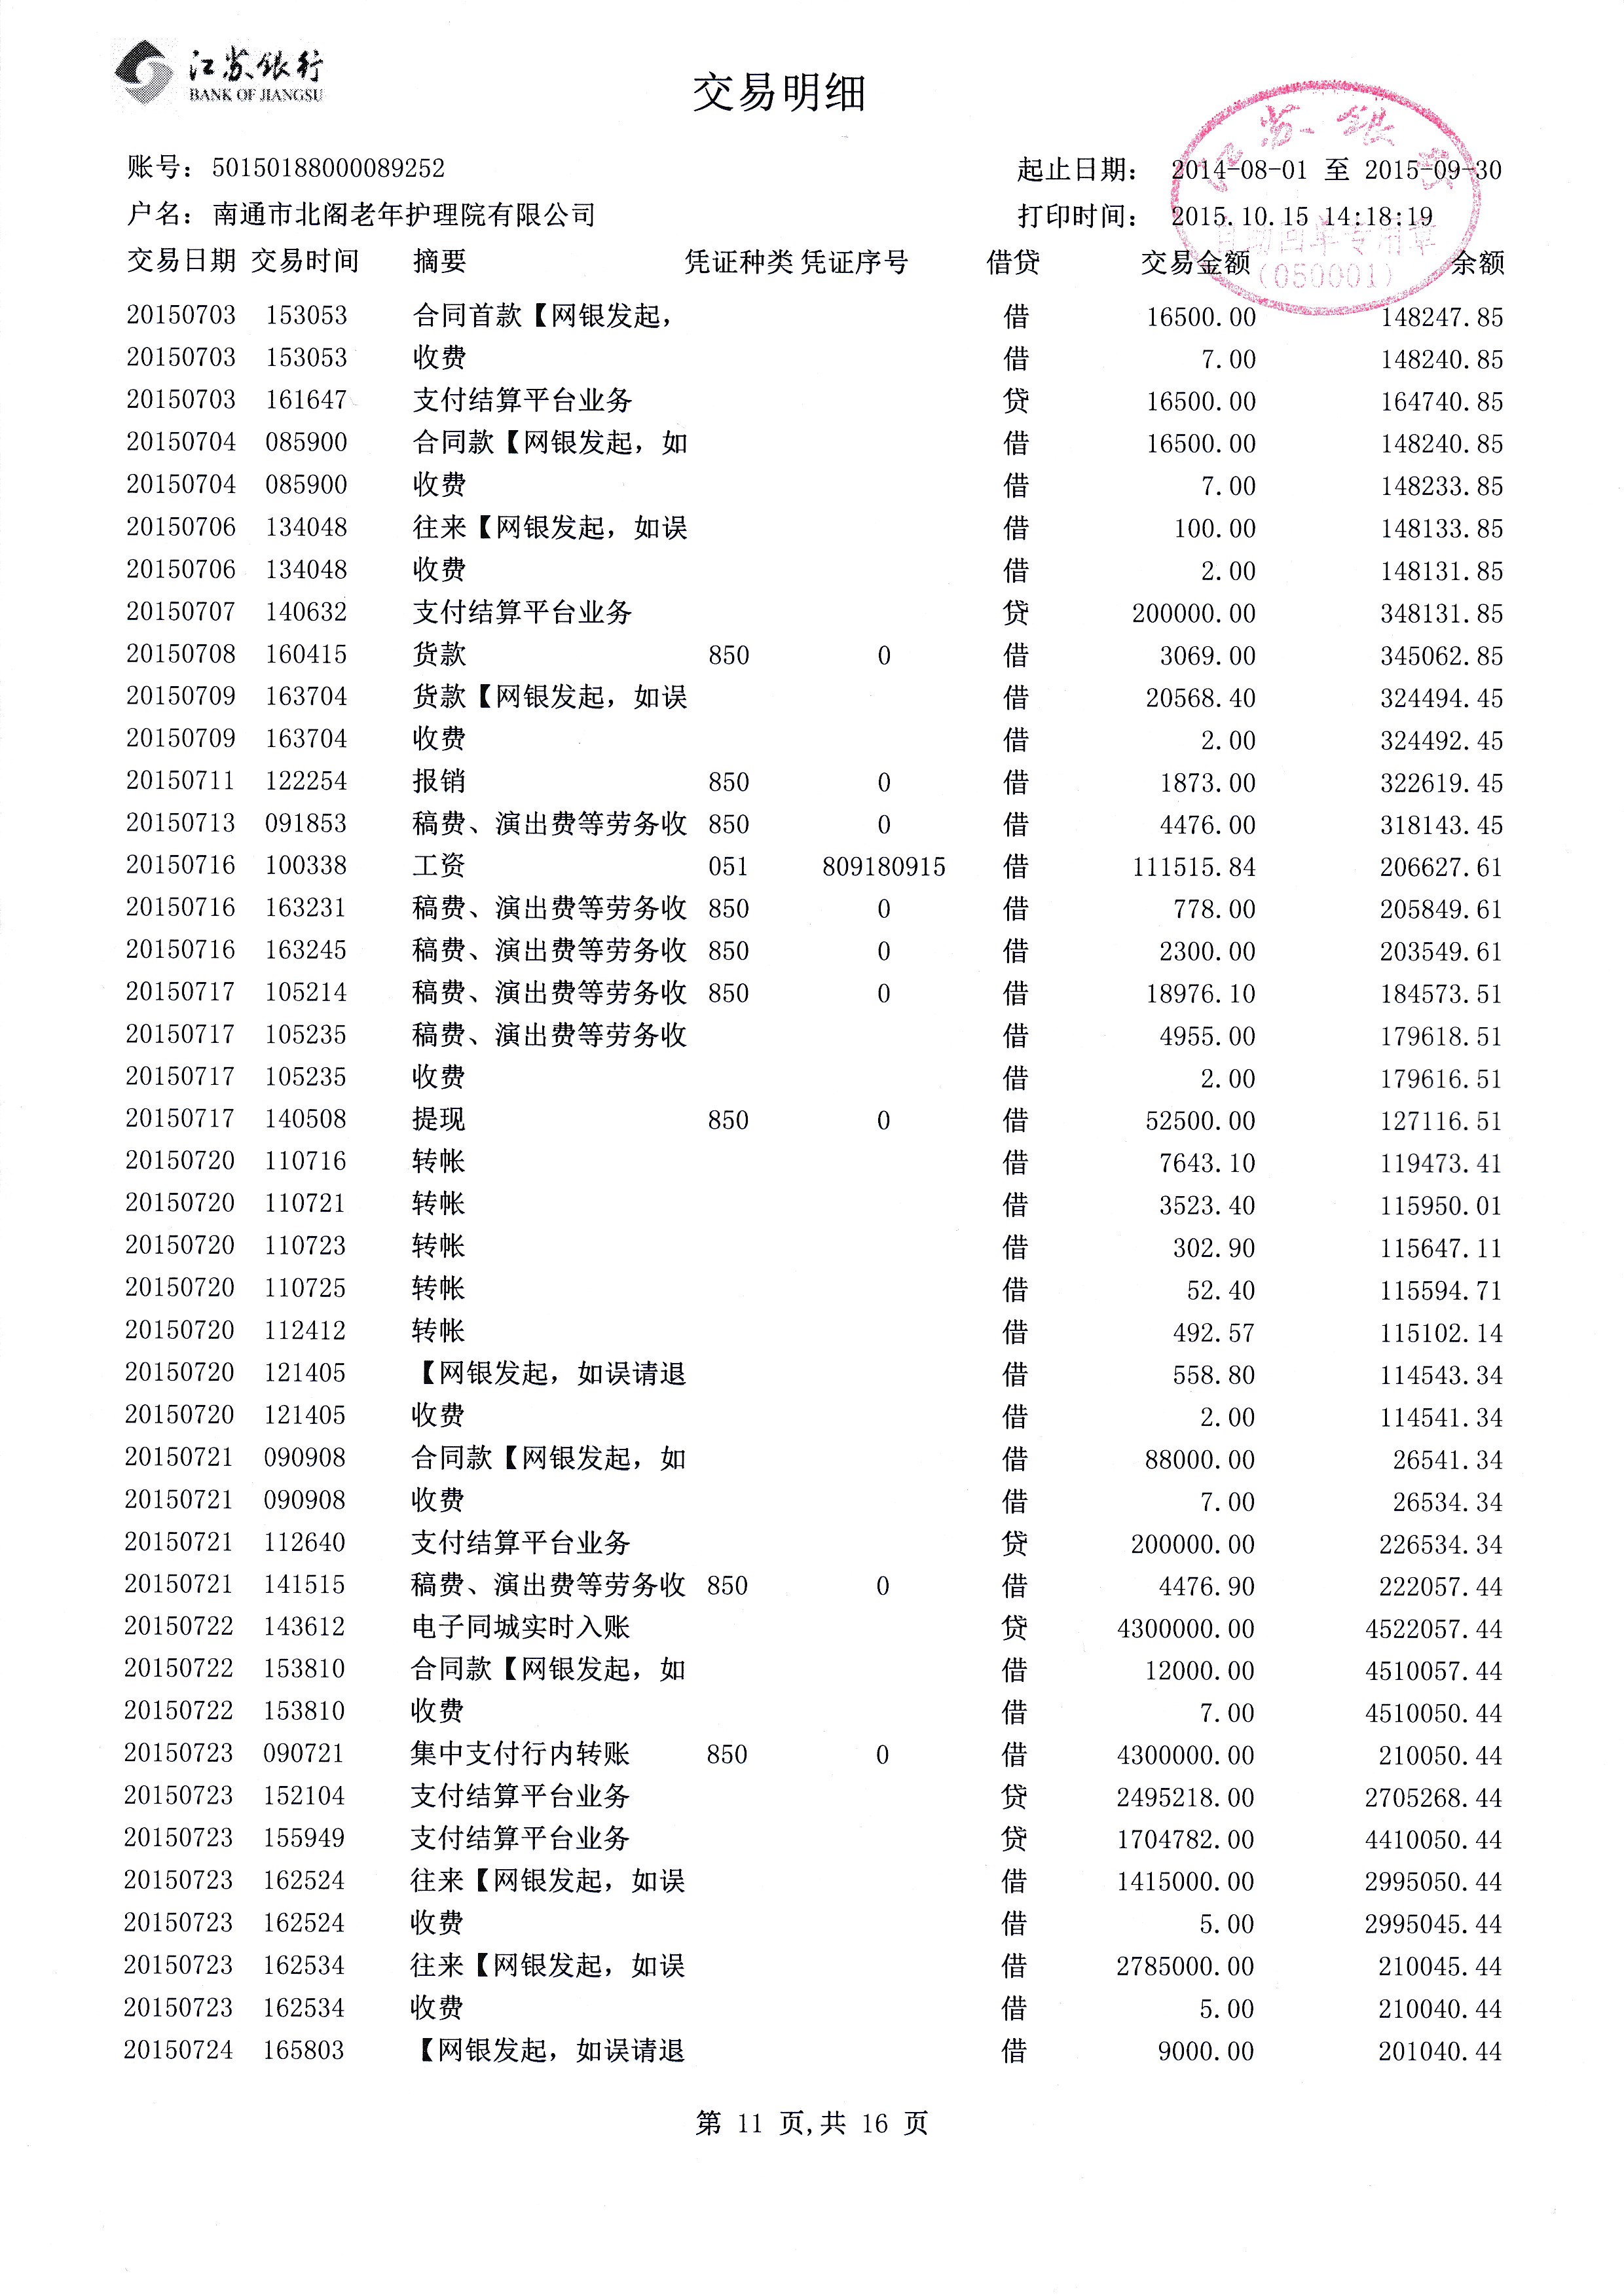 江苏银行
BANK OF JIANGSU
交易明细
账号: 50150188000089252 起止日期: 2014-08-01 至 2015-09-30
户名: 南通市北阁老年护理院有限公司 打印时间: 2015.10.15 14:18:19
交易日期 交易时间 摘要 凭证种类 凭证序号 借贷 交易金额 余额
(050001)
20150703 153053 合同首款【网银发起, 借 16500.00 148247.85
20150703 153053 收费 借 7.00 148240.85
20150703 161647 支付结算平台业务 贷 16500.00 164740.85
20150704 085900 合同款【网银发起, 如 借 16500.00 148240.85
20150704 085900 收费 借 7.00 148233.85
20150706 134048 往来【网银发起, 如误 借 100.00 148133.85
20150706 134048 收费 借 2.00 148131.85
20150707 140632 支付结算平台业务 贷 200000.00 348131.85
20150708 160415 货款 850 0 借 3069.00 345062.85
20150709 163704 货款【网银发起, 如误 借 20568.40 324494.45
20150709 163704 收费 借 2.00 324492.45
20150711 122254 报销 850 0 借 1873.00 322619.45
20150713 091853 稿费、演出费等劳务收 850 0 借 4476.00 318143.45
20150716 100338 工资 051 809180915 借 111515.84 206627.61
20150716 163231 稿费、演出费等劳务收 850 0 借 778.00 205849.61
20150716 163245 稿费、演出费等劳务收 850 0 借 2300.00 203549.61
20150717 105214 稿费、演出费等劳务收 850 0 借 18976.10 184573.51
20150717 105235 稿费、演出费等劳务收 借 4955.00 179618.51
20150717 105235 收费 借 2.00 179616.51
20150717 140508 提现 850 0 借 52500.00 127116.51
20150720 110716 转帐 借 7643.10 119473.41
20150720 110721 转帐 借 3523.40 115950.01
20150720 110723 转帐 借 302.90 115647.11
20150720 110725 转帐 借 52.40 115594.71
20150720 112412 转帐 借 492.57 115102.14
20150720 121405 【网银发起, 如误请退 借 558.80 114543.34
20150720 121405 收费 借 2.00 114541.34
20150721 090908 合同款【网银发起, 如 借 88000.00 26541.34
20150721 090908 收费 借 7.00 26534.34
20150721 112640 支付结算平台业务 贷 200000.00 226534.34
20150721 141515 稿费、演出费等劳务收 850 0 借 4476.90 222057.44
20150722 143612 电子同城实时入账 贷 4300000.00 4522057.44
20150722 153810 合同款【网银发起, 如 借 12000.00 4510057.44
20150722 153810 收费 借 7.00 4510050.44
20150723 090721 集中支付行内转账 850 0 借 4300000.00 210050.44
20150723 152104 支付结算平台业务 贷 2495218.00 2705268.44
20150723 155949 支付结算平台业务 贷 1704782.00 4410050.44
20150723 162524 往来【网银发起, 如误 借 1415000.00 2995050.44
20150723 162524 收费 借 5.00 2995045.44
20150723 162534 往来【网银发起, 如误 借 2785000.00 210045.44
20150723 162534 收费 借 5.00 210040.44
20150724 165803 【网银发起, 如误请退 借 9000.00 201040.44
第 11 页,共 16 页